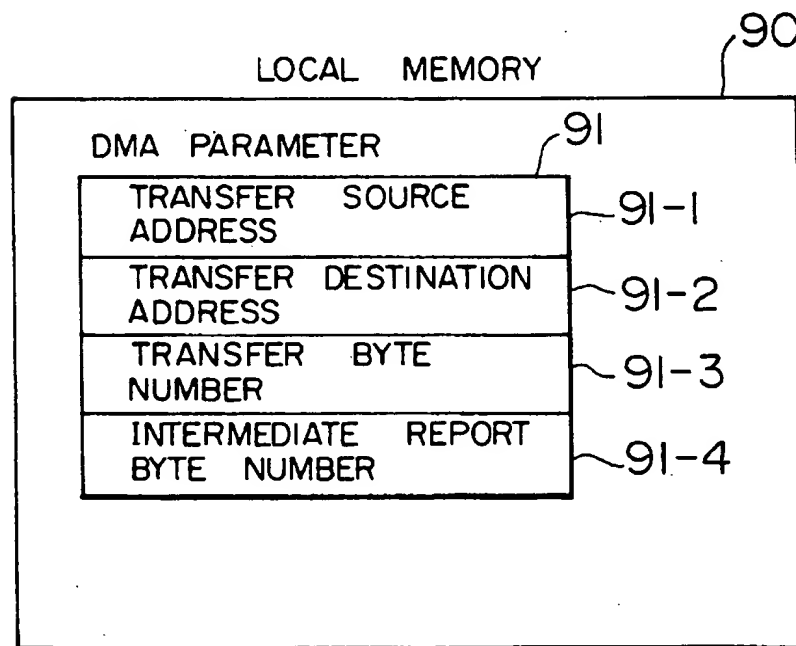 90
LOCAL MEMORY
DMA PARAMETER
91
TRANSFER SOURCE
ADDRESS
91-1
TRANSFER DESTINATION
ADDRESS
91-2
TRANSFER BYTE
NUMBER
91-3
INTERMEDIATE REPORT
BYTE NUMBER
91-4